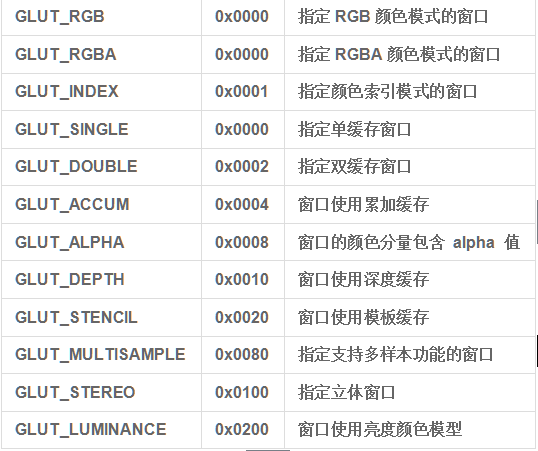 GLUT_RGB 0x0000 指定 RGB 颜色模式的窗口
GLUT_RGBA 0x0000 指定 RGBA 颜色模式的窗口
GLUT_INDEX 0x0001 指定颜色索引模式的窗口
GLUT_SINGLE 0x0000 指定单缓存窗口
GLUT_DOUBLE 0x0002 指定双缓存窗口
GLUT_ACCUM 0x0004 窗口使用累加缓存
GLUT_ALPHA 0x0008 窗口的颜色分量包含 alpha 值
GLUT_DEPTH 0x0010 窗口使用深度缓存
GLUT_STENCIL 0x0020 窗口使用模板缓存
GLUT_MULTISAMPLE 0x0080 指定支持多样本功能的窗口
GLUT_STEREO 0x0100 指定立体窗口
GLUT_LUMINANCE 0x0200 窗口使用亮度颜色模型